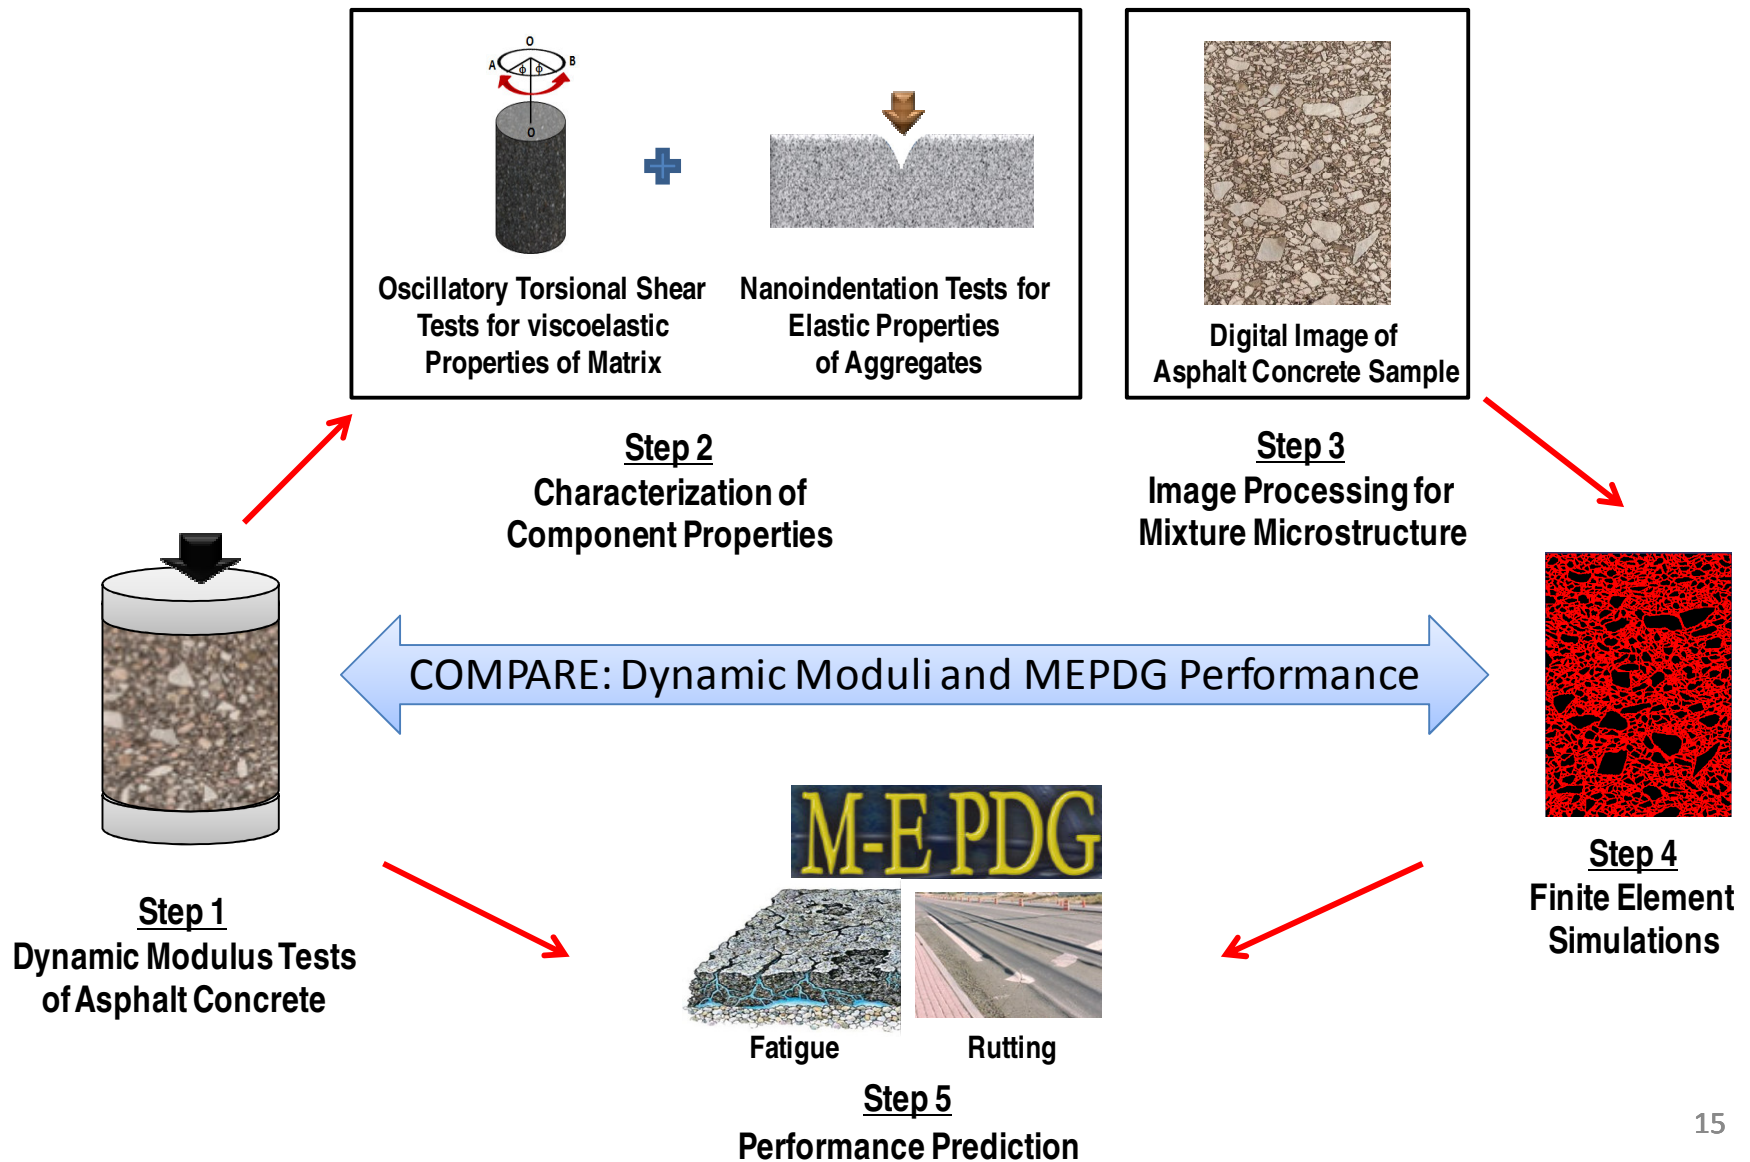 O
A
B
ϕ ϕ
O
Oscillatory Torsional Shear
Tests for viscoelastic
Properties of Matrix
Nanoindentation Tests for
Elastic Properties
of Aggregates
Digital Image of
Asphalt Concrete Sample
Step 2
Characterization of
Component Properties
Step 3
Image Processing for
Mixture Microstructure
COMPARE: Dynamic Moduli and MEPDG Performance
M-E PDG
Step 1
Dynamic Modulus Tests
of Asphalt Concrete
Step 4
Finite Element
Simulations
Fatigue
Rutting
Step 5
Performance Prediction
15